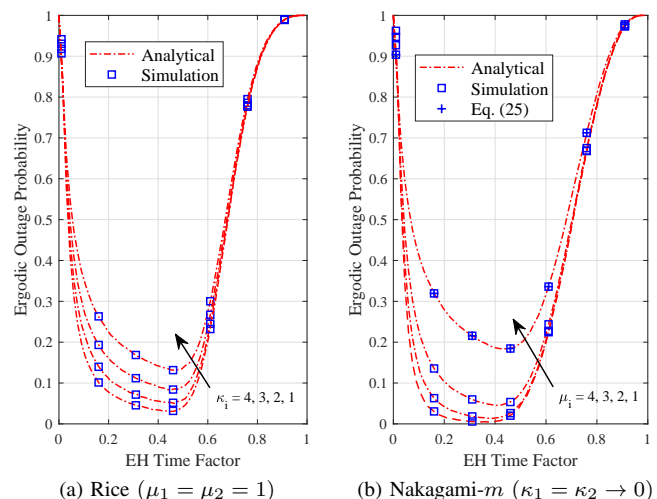 1
0.9
0.8
0.7
0.6
0.5
0.4
0.3
0.2
0.1
0
Ergodic Outage Probability
Analytical
Simulation
κi = 4, 3, 2, 1
0 0.2 0.4 0.6 0.8 1
EH Time Factor
(a) Rice (μ1 = μ2 = 1)
1
0.9
0.8
0.7
0.6
0.5
0.4
0.3
0.2
0.1
0
Ergodic Outage Probability
Analytical
Simulation
Eq. (25)
μi = 4, 3, 2, 1
0 0.2 0.4 0.6 0.8 1
EH Time Factor
(b) Nakagami-m (κ1 = κ2 → 0)